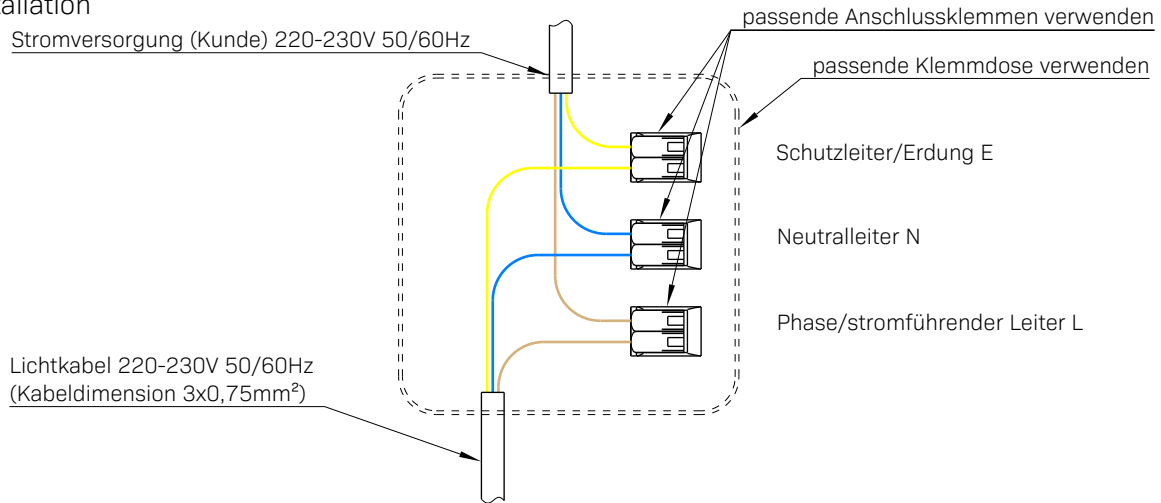 Stromversorgung (Kunde) 220-230V 50/60Hz
passende Anschlussklemmen verwenden
passende Klemmdose verwenden
Schutzleiter/Erdung E
Neutralleiter N
Phase/stromführender Leiter L
Lichtkabel 220-230V 50/60Hz
(Kabeldimension 3x0,75mm²)